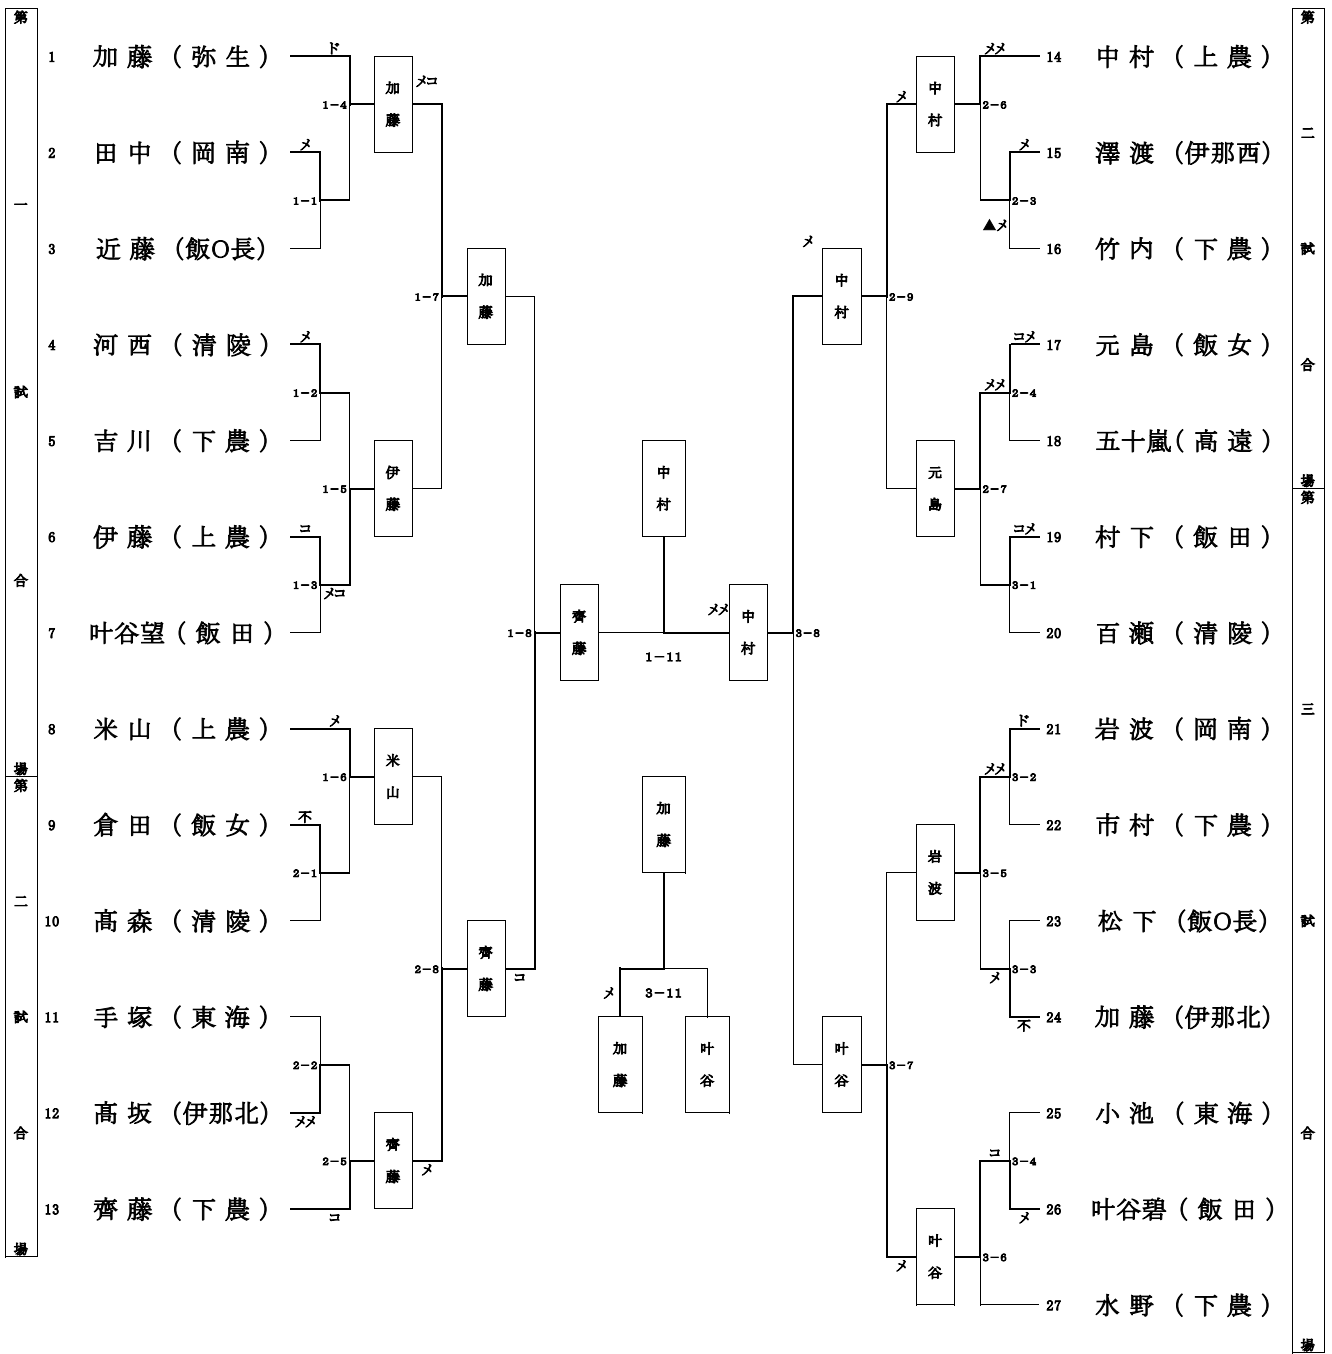 第一試合場
1 加藤（弥生）
2 田中（岡南）
3 近藤（飯O長）
4 河西（清陵）
5 吉川（下農）
6 伊藤（上農）
7 叶谷望（飯田）
8 米山（上農）
第二試合場
9 倉田（飯女）
10 髙森（清陵）
11 手塚（東海）
12 髙坂（伊那北）
13 齊藤（下農）
ド
メ
メ
コ
メコ
メ
不
メメ
コ
1－4
1－1
1－2
1－5
1－3
1－6
2－1
2－2
2－5
加藤
伊藤
米山
齊藤
メコ
メ
1－7
2－8
加藤
齊藤
コ
1－8
齊藤
中村
1－11
加藤
メ
3－11
加藤
叶谷
メメ
中村
3－8
メ
中村
叶谷
2－9
3－7
メ
メ
中村
元島
岩波
叶谷
2－6
2－3
2－4
2－7
3－1
3－2
3－5
3－3
3－4
3－6
メメ
メ
▲メ
コメ
メメ
コメ
ド
メメ
メ
不
コ
メ
第二試合場
14 中村（上農）
15 澤渡（伊那西）
16 竹内（下農）
17 元島（飯女）
18 五十嵐（高遠）
第三試合場
19 村下（飯田）
20 百瀬（清陵）
21 岩波（岡南）
22 市村（下農）
23 松下（飯O長）
24 加藤（伊那北）
25 小池（東海）
26 叶谷碧（飯田）
27 水野（下農）